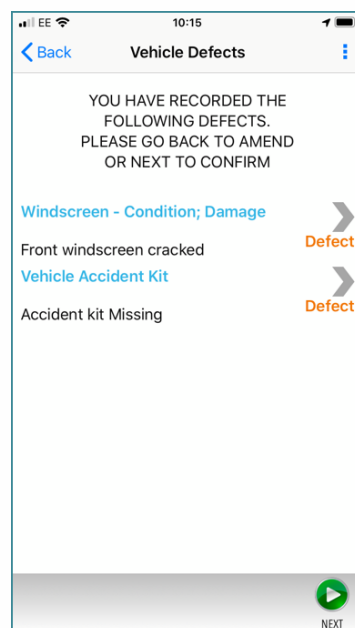 EE 10:15
Back Vehicle Defects
YOU HAVE RECORDED THE
FOLLOWING DEFECTS.
PLEASE GO BACK TO AMEND
OR NEXT TO CONFIRM
Windscreen - Condition; Damage
Defect
Front windscreen cracked
Vehicle Accident Kit
Defect
Accident kit Missing
NEXT